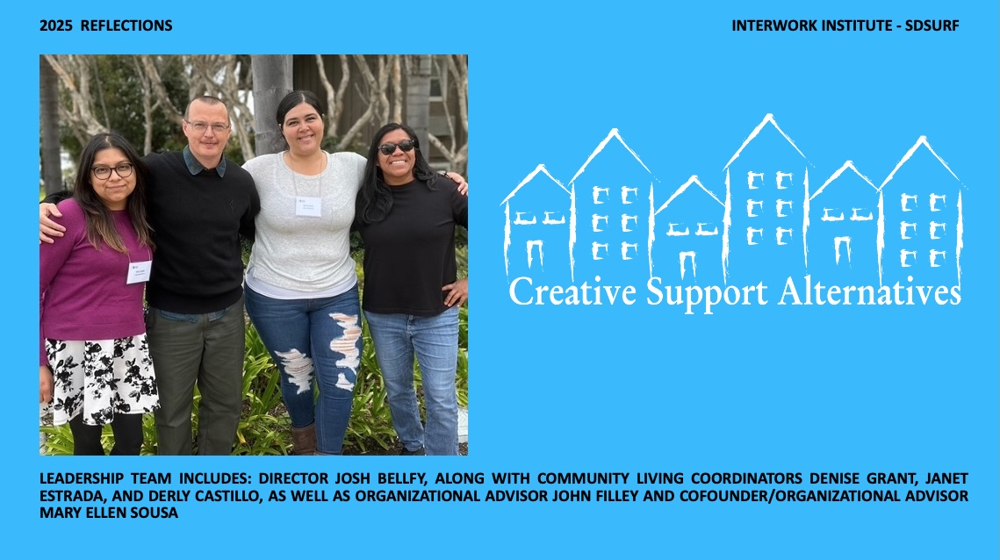 2025 REFLECTIONS
INTERWORK INSTITUTE - SDSURF
Creative Support Alternatives
LEADERSHIP TEAM INCLUDES: DIRECTOR JOSH BELLFY, ALONG WITH COMMUNITY LIVING COORDINATORS DENISE GRANT, JANET
ESTRADA, AND DERLY CASTILLO, AS WELL AS ORGANIZATIONAL ADVISOR JOHN FILLEY AND COFOUNDER/ORGANIZATIONAL ADVISOR
MARY ELLEN SOUSA